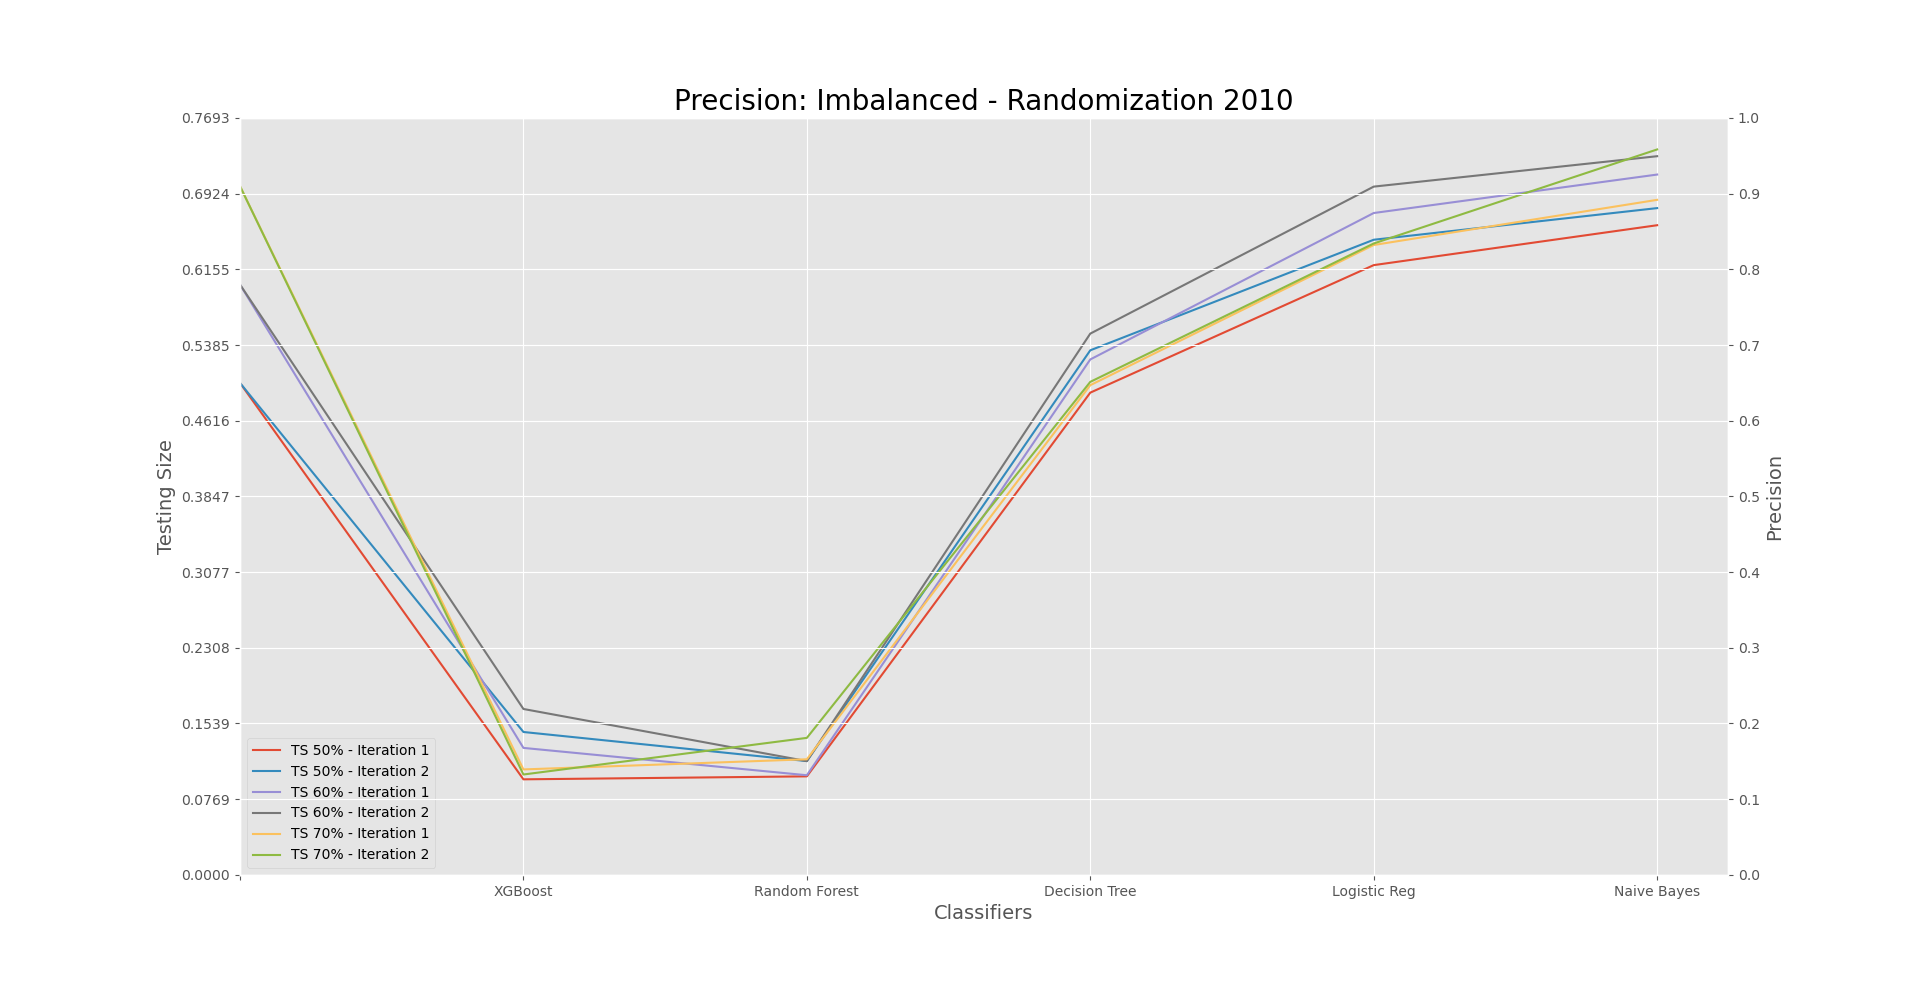 Precision: Imbalanced - Randomization 2010
0.7693
0.6924
0.6155
0.5385
0.4616
0.3847
0.3077
0.2308
0.1539
0.0769
0.0000
Testing Size
1.0
0.9
0.8
0.7
0.6
0.5
0.4
0.3
0.2
0.1
0.0
Precision
TS 50% - Iteration 1
TS 50% - Iteration 2
TS 60% - Iteration 1
TS 60% - Iteration 2
TS 70% - Iteration 1
TS 70% - Iteration 2
XGBoost Random Forest Decision Tree Logistic Reg Naive Bayes
Classifiers